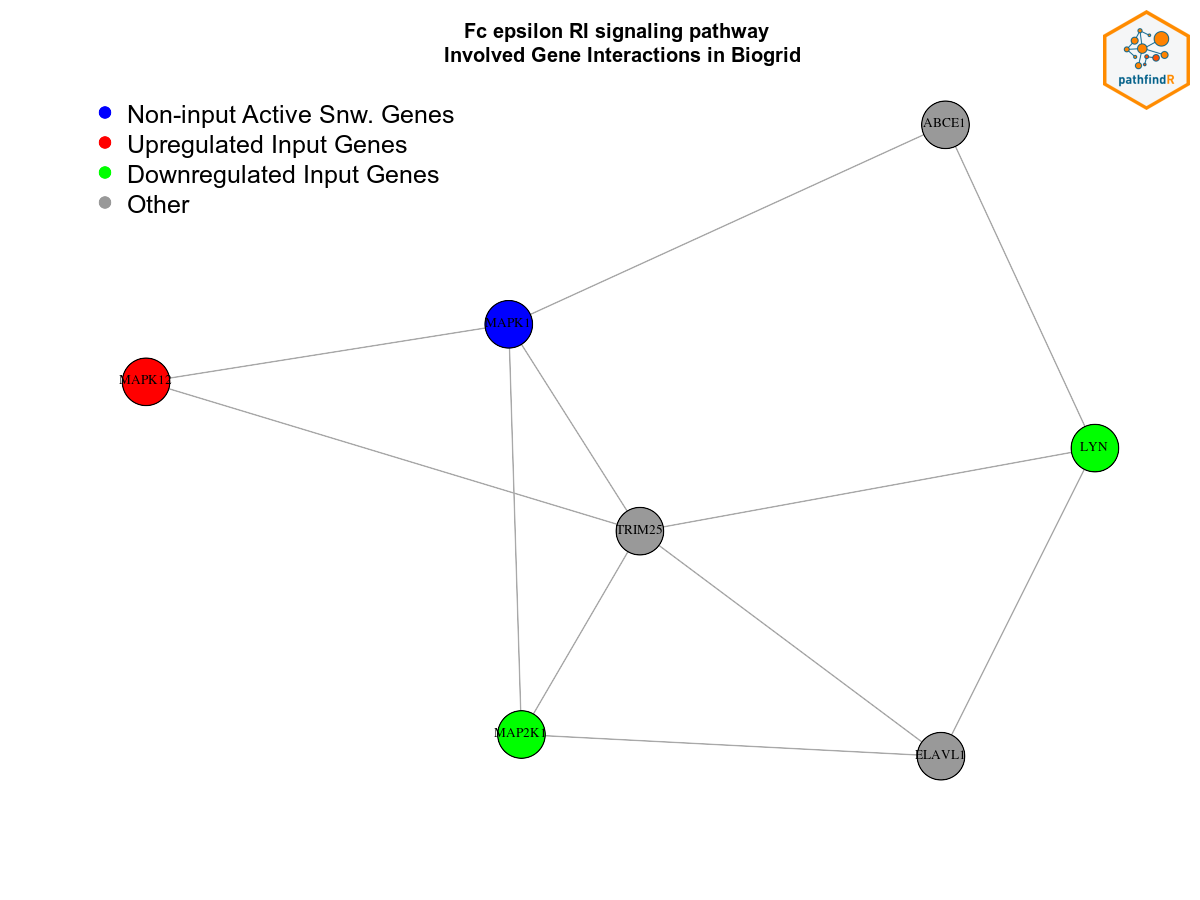 Fc epsilon RI signaling pathway
Involved Gene Interactions in Biogrid
pathfindR
Non-input Active Snw. Genes
Upregulated Input Genes
Downregulated Input Genes
Other
ABCE1
MAPK1
MAPK12
LYN
TRIM25
MAP2K1
ELAVL1